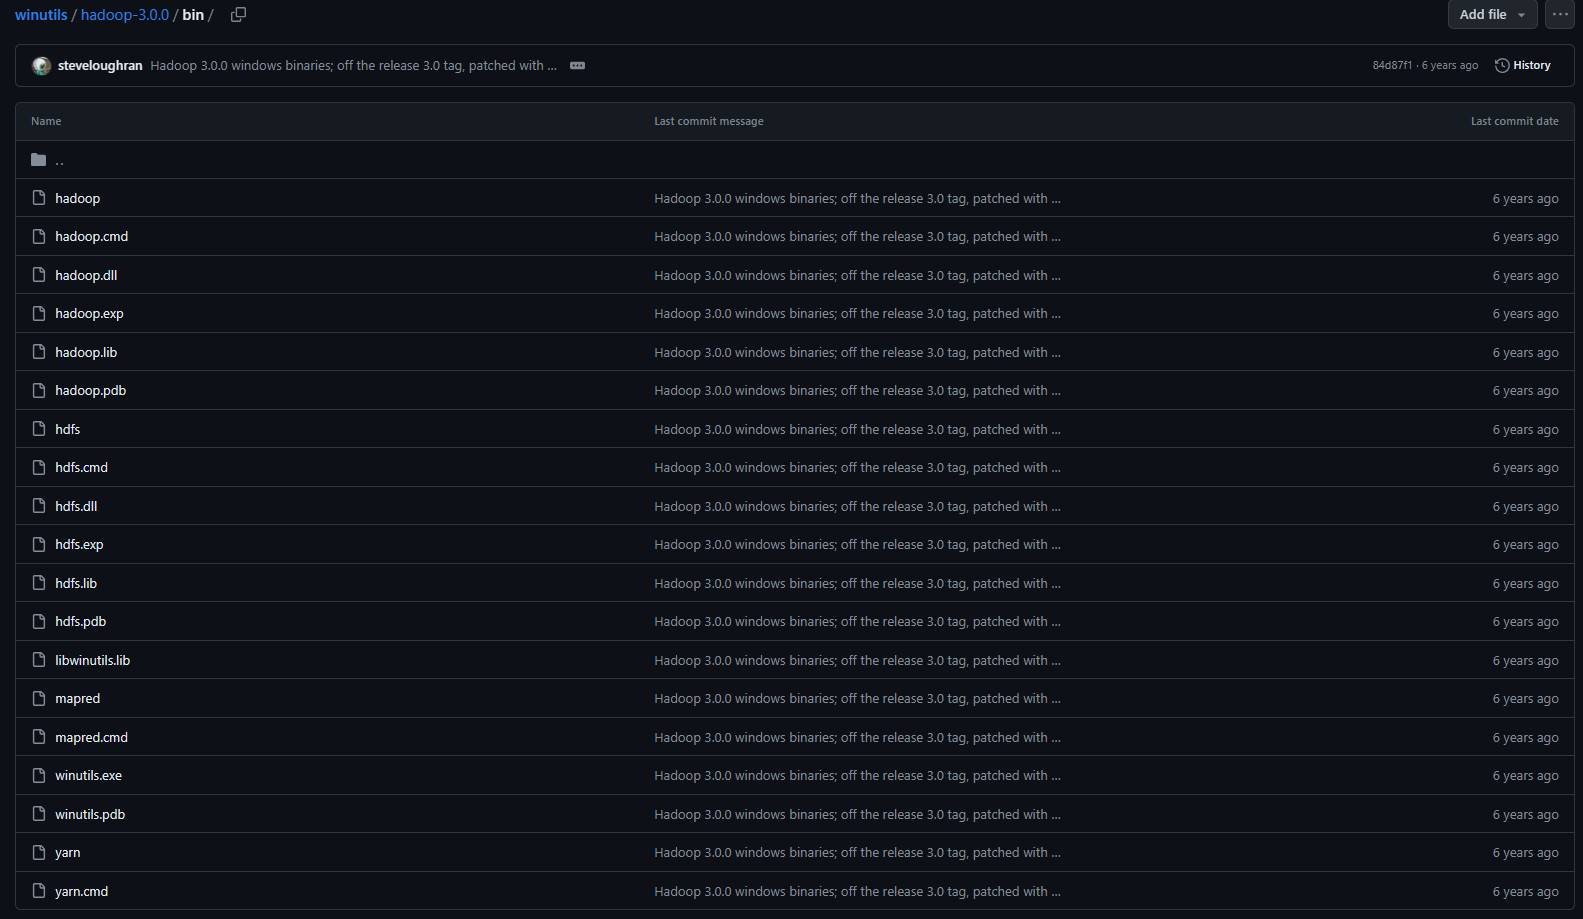 winutils / hadoop-3.0.0 / bin /
Add file
steveloughran Hadoop 3.0.0 windows binaries; off the release 3.0 tag, patched with ...
84d87f1 · 6 years ago
History
Name Last commit message Last commit date
..
hadoop Hadoop 3.0.0 windows binaries; off the release 3.0 tag, patched with ... 6 years ago
hadoop.cmd Hadoop 3.0.0 windows binaries; off the release 3.0 tag, patched with ... 6 years ago
hadoop.dll Hadoop 3.0.0 windows binaries; off the release 3.0 tag, patched with ... 6 years ago
hadoop.exp Hadoop 3.0.0 windows binaries; off the release 3.0 tag, patched with ... 6 years ago
hadoop.lib Hadoop 3.0.0 windows binaries; off the release 3.0 tag, patched with ... 6 years ago
hadoop.pdb Hadoop 3.0.0 windows binaries; off the release 3.0 tag, patched with ... 6 years ago
hdfs Hadoop 3.0.0 windows binaries; off the release 3.0 tag, patched with ... 6 years ago
hdfs.cmd Hadoop 3.0.0 windows binaries; off the release 3.0 tag, patched with ... 6 years ago
hdfs.dll Hadoop 3.0.0 windows binaries; off the release 3.0 tag, patched with ... 6 years ago
hdfs.exp Hadoop 3.0.0 windows binaries; off the release 3.0 tag, patched with ... 6 years ago
hdfs.lib Hadoop 3.0.0 windows binaries; off the release 3.0 tag, patched with ... 6 years ago
hdfs.pdb Hadoop 3.0.0 windows binaries; off the release 3.0 tag, patched with ... 6 years ago
libwinutils.lib Hadoop 3.0.0 windows binaries; off the release 3.0 tag, patched with ... 6 years ago
mapred Hadoop 3.0.0 windows binaries; off the release 3.0 tag, patched with ... 6 years ago
mapred.cmd Hadoop 3.0.0 windows binaries; off the release 3.0 tag, patched with ... 6 years ago
winutils.exe Hadoop 3.0.0 windows binaries; off the release 3.0 tag, patched with ... 6 years ago
winutils.pdb Hadoop 3.0.0 windows binaries; off the release 3.0 tag, patched with ... 6 years ago
yarn Hadoop 3.0.0 windows binaries; off the release 3.0 tag, patched with ... 6 years ago
yarn.cmd Hadoop 3.0.0 windows binaries; off the release 3.0 tag, patched with ... 6 years ago